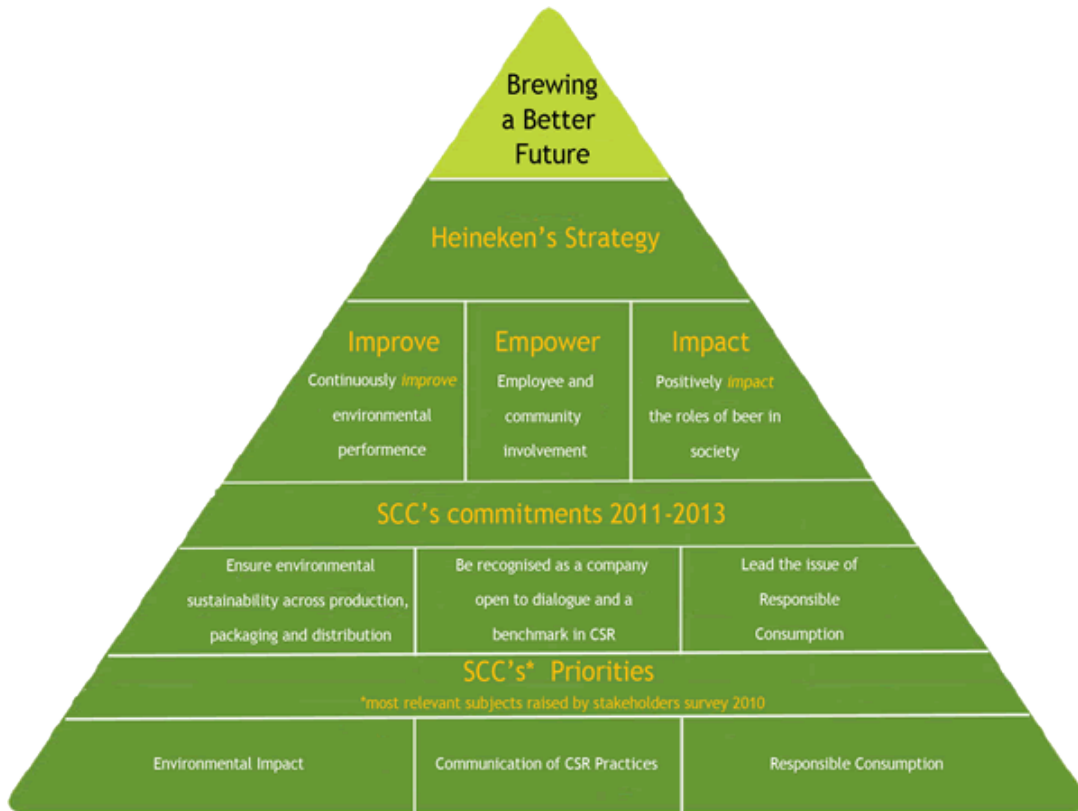 Brewing
a Better
Future
Heineken's Strategy
Improve
Continuously improve
environmental
performence
Empower
Employee and
community
involvement
Impact
Positively impact
the roles of beer in
society
SCC's commitments 2011-2013
Ensure environmental
sustainability across production,
packaging and distribution
Be recognised as a company
open to dialogue and a
benchmark in CSR
Lead the issue of
Responsible
Consumption
SCC's* Priorities
*most relevant subjects raised by stakeholders survey 2010
Environmental Impact
Communication of CSR Practices
Responsible Consumption